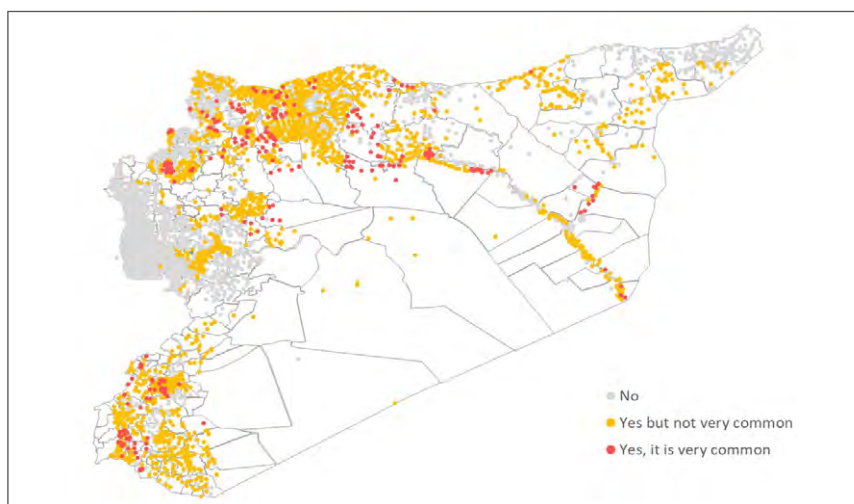 No
Yes but not very common
Yes, it is very common